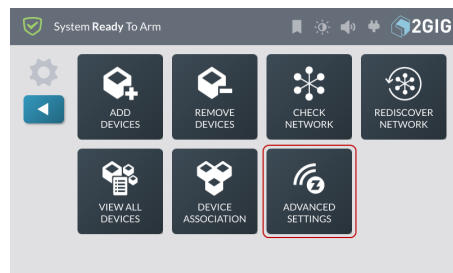 System Ready To Arm
2GIG
ADD
DEVICES
REMOVE
DEVICES
CHECK
NETWORK
REDISCOVER
NETWORK
VIEW ALL
DEVICES
DEVICE
ASSOCIATION
Z
ADVANCED
SETTINGS